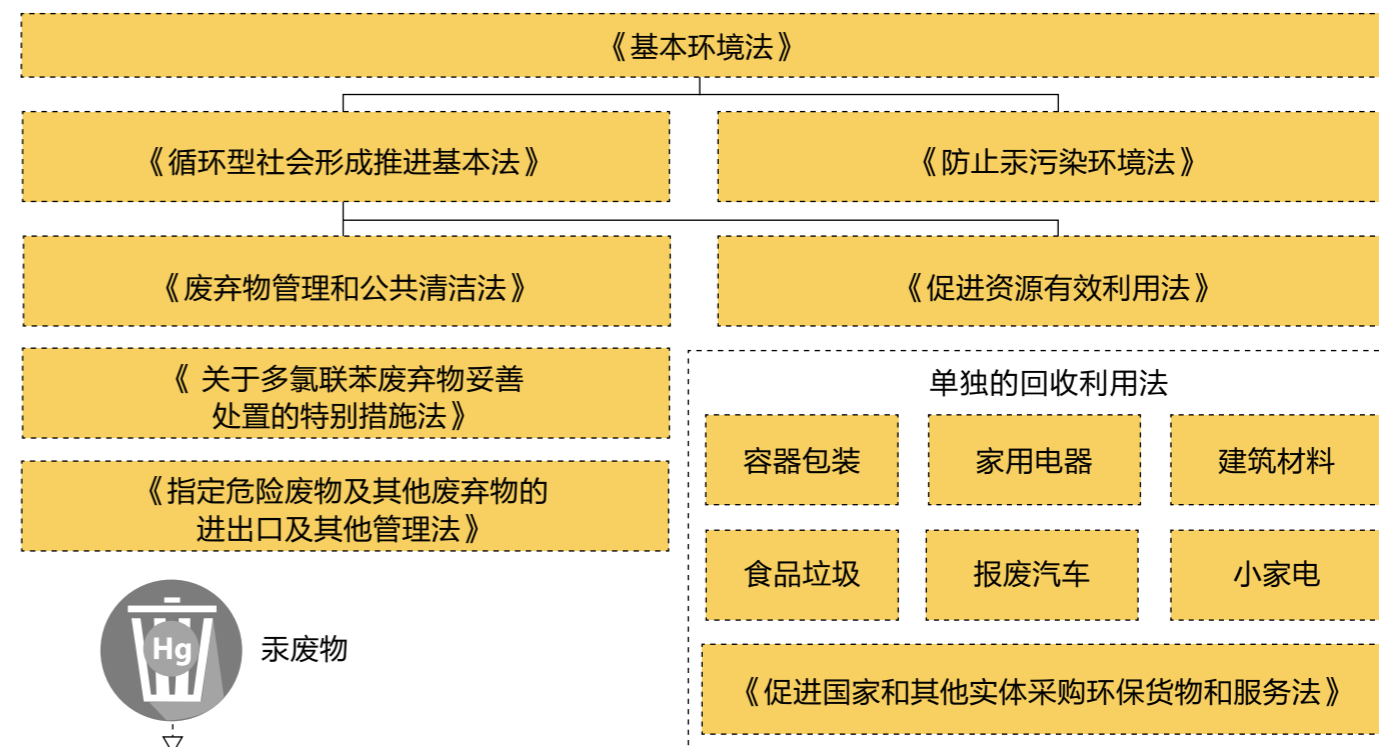 《基本环境法》
《循环型社会形成推进基本法》
《防止汞污染环境法》
《废弃物管理和公共清洁法》
《促进资源有效利用法》
《 关于多氯联苯废弃物妥善
处置的特别措施法》
《指定危险废物及其他废弃物的
进出口及其他管理法》
单独的回收利用法
容器包装
家用电器
建筑材料
食品垃圾
报废汽车
小家电
《促进国家和其他实体采购环保货物和服务法》
Hg
汞废物